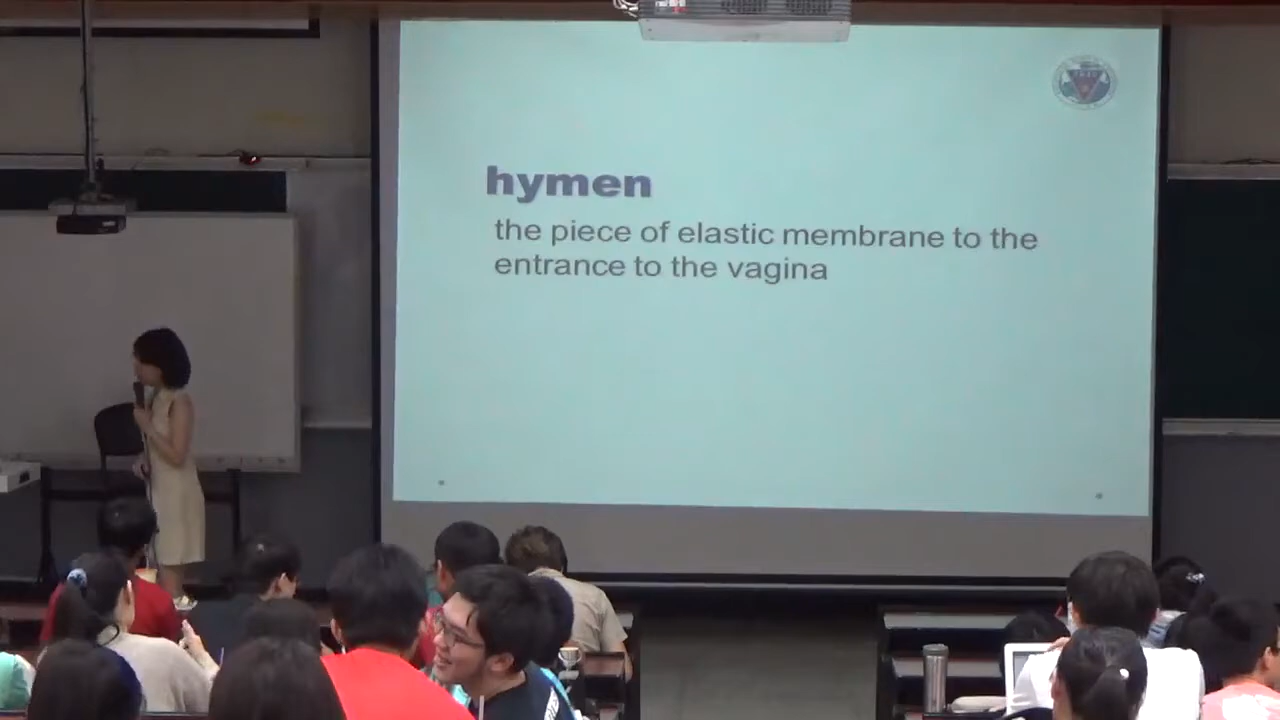 hymen
the piece of elastic membrane to the
entrance to the vagina